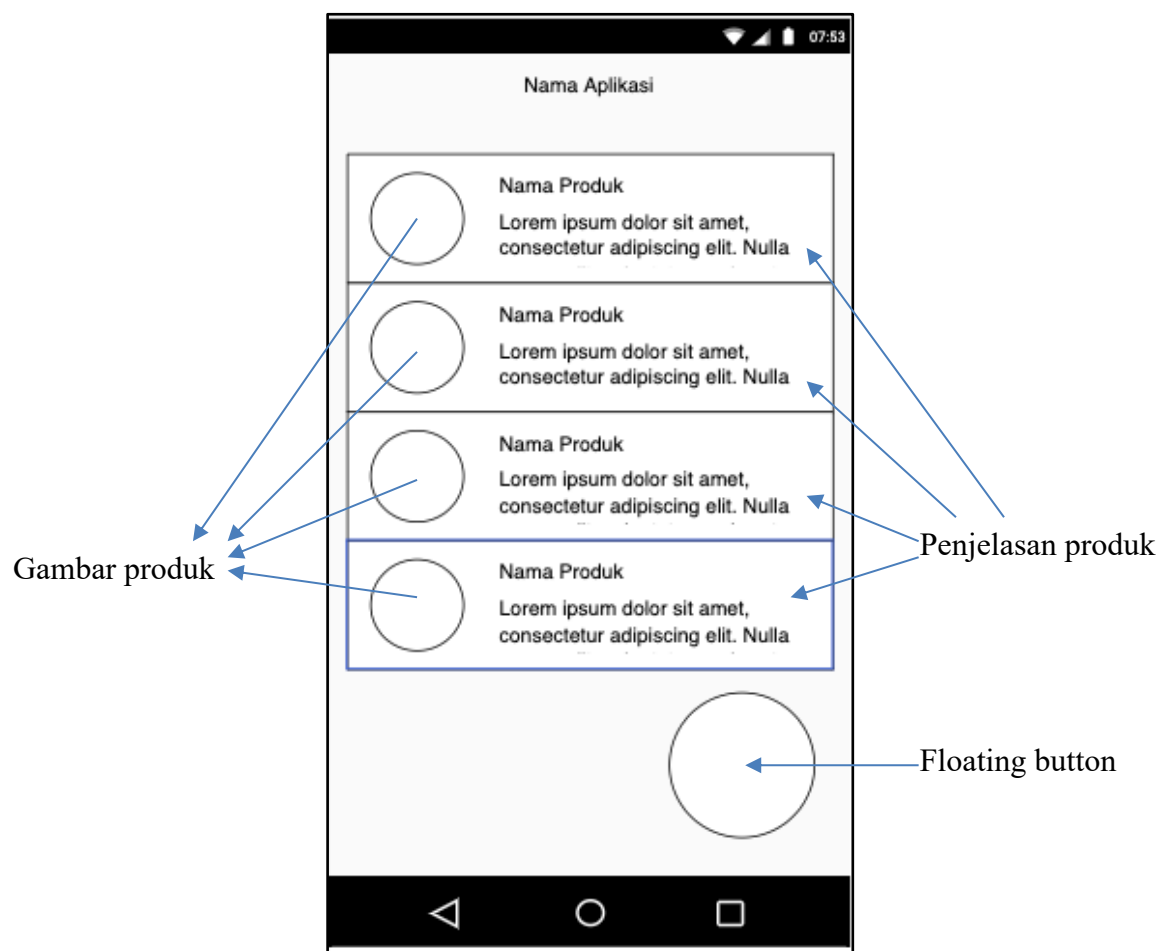 07:53
Nama Aplikasi
Nama Produk
Lorem ipsum dolor sit amet,
consectetur adipiscing elit. Nulla
Nama Produk
Lorem ipsum dolor sit amet,
consectetur adipiscing elit. Nulla
Nama Produk
Lorem ipsum dolor sit amet,
consectetur adipiscing elit. Nulla
Nama Produk
Lorem ipsum dolor sit amet,
consectetur adipiscing elit. Nulla
Gambar produk
Penjelasan produk
Floating button